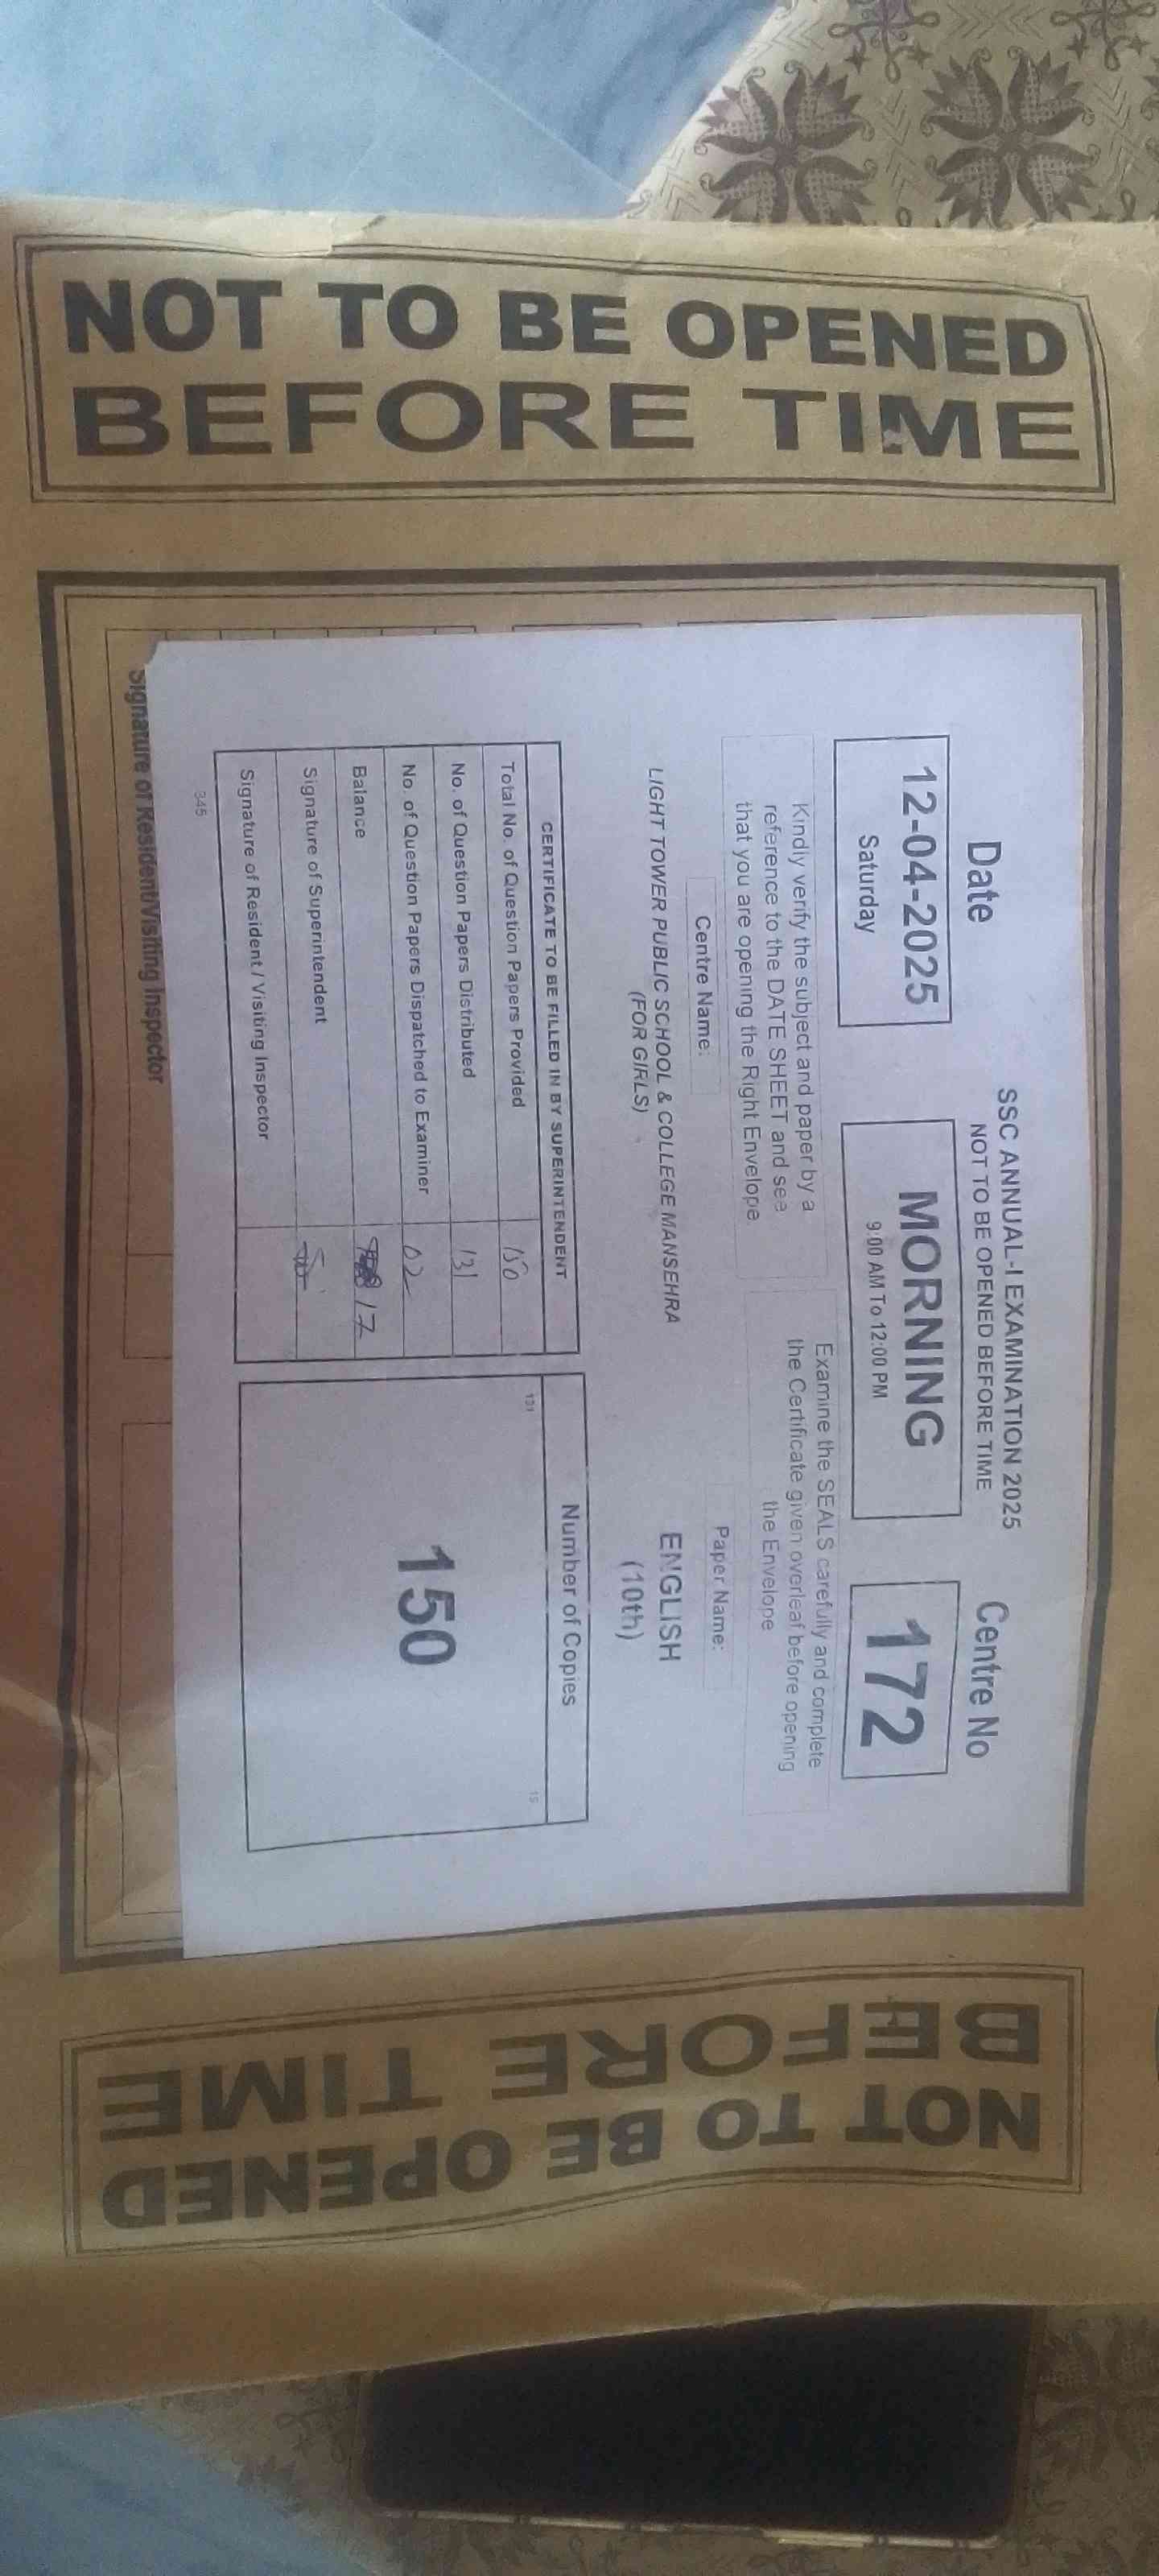 NOT TO BE OPENED
BEFORE TIME
SSC ANNUAL-I EXAMINATION 2025
NOT TO BE OPENED BEFORE TIME
Date
Centre No
12-04-2025
Saturday
MORNING
9:00 AM To 12:00 PM
172
Kindly verify the subject and paper by a
reference to the DATE SHEET and see
that you are opening the Right Envelope
Examine the SEALS carefully and complete
the Certificate given overleaf before opening
the Envelope
Centre Name:
LIGHT TOWER PUBLIC SCHOOL & COLLEGE MANSEHRA
(FOR GIRLS)
Paper Name:
ENGLISH
(10th)
CERTIFICATE TO BE FILLED IN BY SUPERINTENDENT
Total No. of Question Papers Provided 150
No. of Question Papers Distributed 131
No. of Question Papers Dispatched to Examiner 02
Balance 17
Signature of Superintendent
Signature of Resident / Visiting Inspector
Number of Copies
131
150
345
Signature of Resident/Visiting Inspector
NOT TO BE OPENED
BEFORE TIME